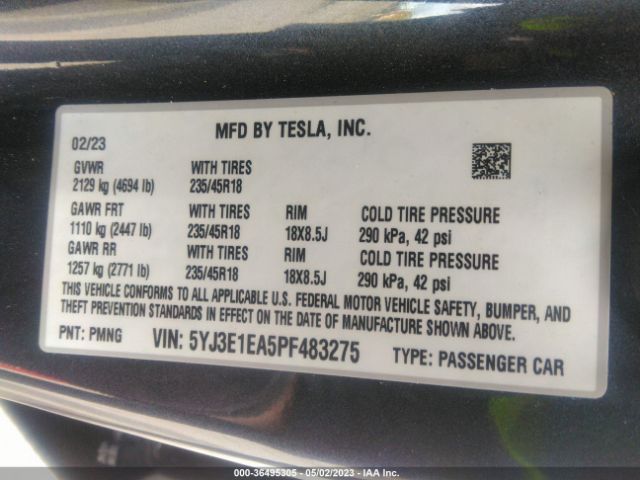 MFD BY TESLA, INC.
02/23
GVWR WITH TIRES
2129 kg (4694 lb) 235/45R18
GAWR FRT WITH TIRES RIM COLD TIRE PRESSURE
1110 kg (2447 lb) 235/45R18 18X8.5J 290 kPa, 42 psi
GAWR RR WITH TIRES RIM COLD TIRE PRESSURE
1257 kg (2771 lb) 235/45R18 18X8.5J 290 kPa, 42 psi
THIS VEHICLE CONFORMS TO ALL APPLICABLE U.S. FEDERAL MOTOR VEHICLE SAFETY, BUMPER, AND
THEFT PREVENTION STANDARDS IN EFFECT ON THE DATE OF MANUFACTURE SHOWN ABOVE.
PNT: PMNG VIN: 5YJ3E1EA5PF483275 TYPE: PASSENGER CAR
000-36495305 - 05/02/2023 - IAA Inc.